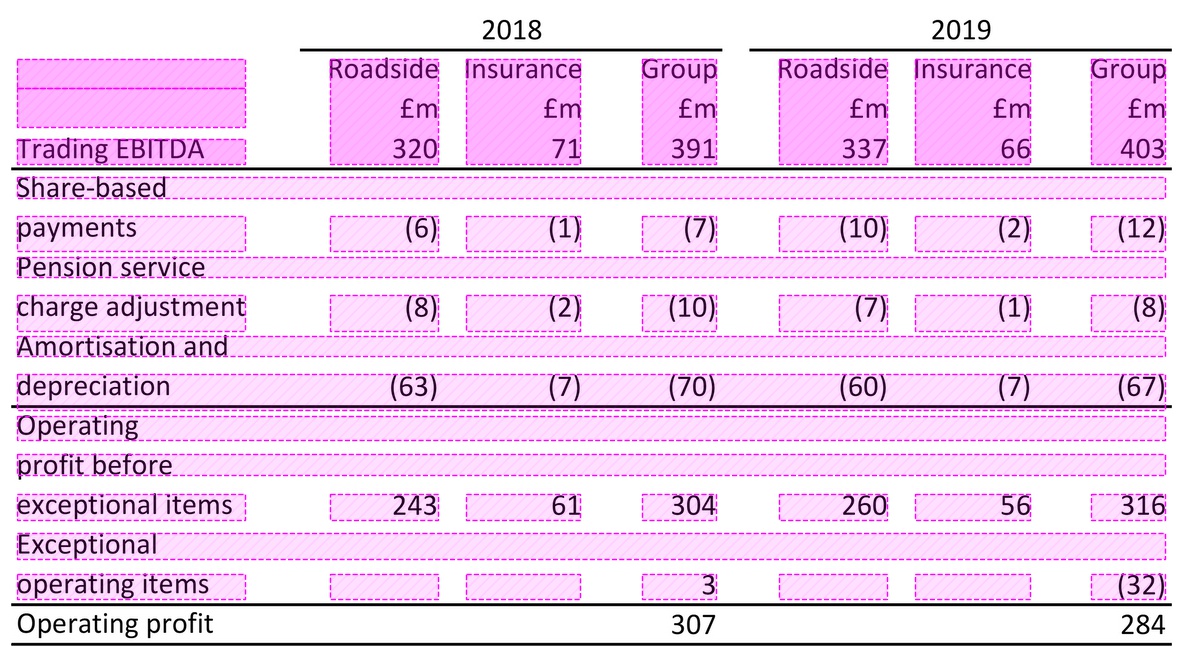 2018 2019
Roadside Insurance Group Roadside Insurance Group
£m £m £m £m £m £m
Trading EBITDA 320 71 391 337 66 403
Share-based
payments (6) (1) (7) (10) (2) (12)
Pension service
charge adjustment (8) (2) (10) (7) (1) (8)
Amortisation and
depreciation (63) (7) (70) (60) (7) (67)
Operating
profit before
exceptional items 243 61 304 260 56 316
Exceptional
operating items 3 (32)
Operating profit 307 284